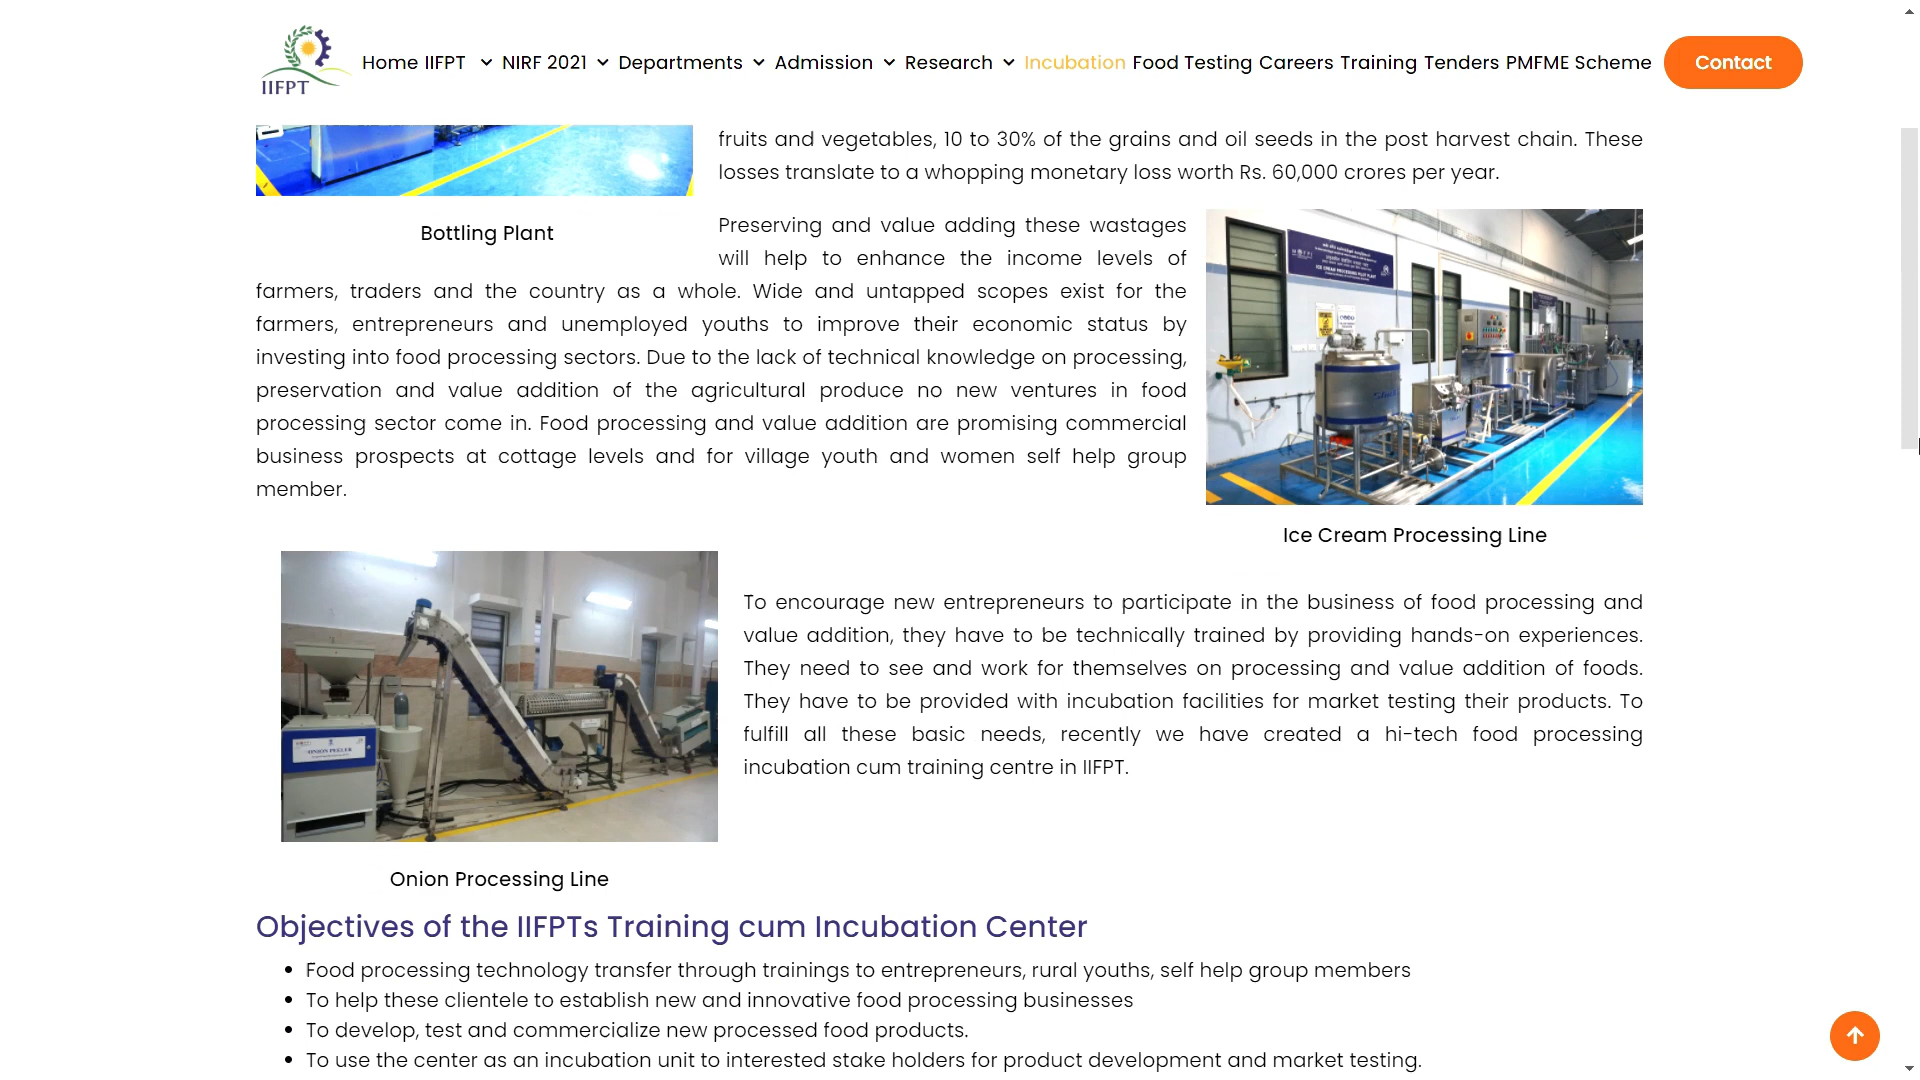 IIFPT
Home IIFPT NIRF 2021 Departments Admission Research Incubation Food Testing Careers Training Tenders PMFME Scheme Contact
fruits and vegetables, 10 to 30% of the grains and oil seeds in the post harvest chain. These
losses translate to a whopping monetary loss worth Rs. 60,000 crores per year.
Bottling Plant
Preserving and value adding these wastages
will help to enhance the income levels of
farmers, traders and the country as a whole. Wide and untapped scopes exist for the
farmers, entrepreneurs and unemployed youths to improve their economic status by
investing into food processing sectors. Due to the lack of technical knowledge on processing,
preservation and value addition of the agricultural produce no new ventures in food
processing sector come in. Food processing and value addition are promising commercial
business prospects at cottage levels and for village youth and women self help group
member.
ICE CREAM PROCESSING PILOT PLANT
Ice Cream Processing Line
ONION PEELER
Onion Processing Line
To encourage new entrepreneurs to participate in the business of food processing and
value addition, they have to be technically trained by providing hands-on experiences.
They need to see and work for themselves on processing and value addition of foods.
They have to be provided with incubation facilities for market testing their products. To
fulfill all these basic needs, recently we have created a hi-tech food processing
incubation cum training centre in IIFPT.
Objectives of the IIFPTs Training cum Incubation Center
Food processing technology transfer through trainings to entrepreneurs, rural youths, self help group members
To help these clientele to establish new and innovative food processing businesses
To develop, test and commercialize new processed food products.
To use the center as an incubation unit to interested stake holders for product development and market testing.